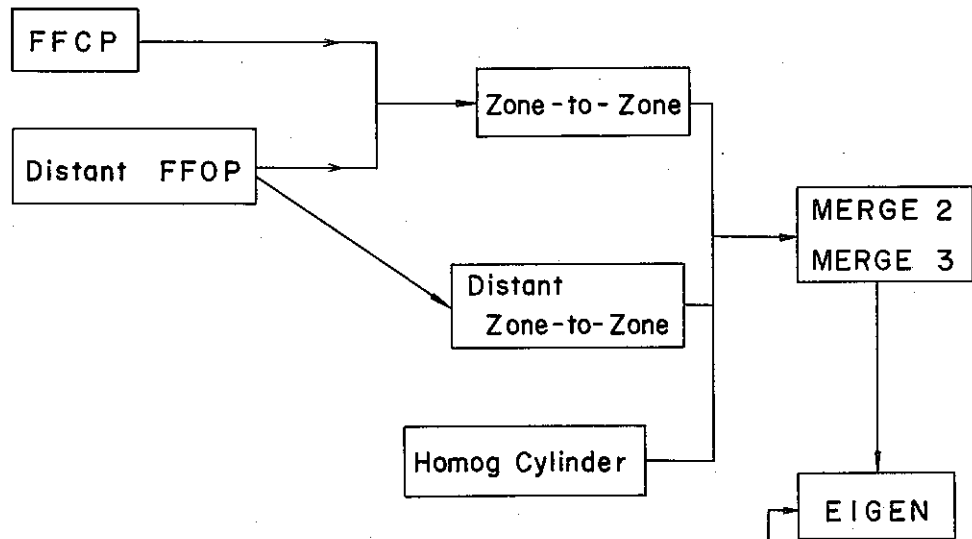 FFCP
Zone-to-Zone
Distant FFOP
MERGE 2
MERGE 3
Distant
Zone-to-Zone
Homog Cylinder
EIGEN